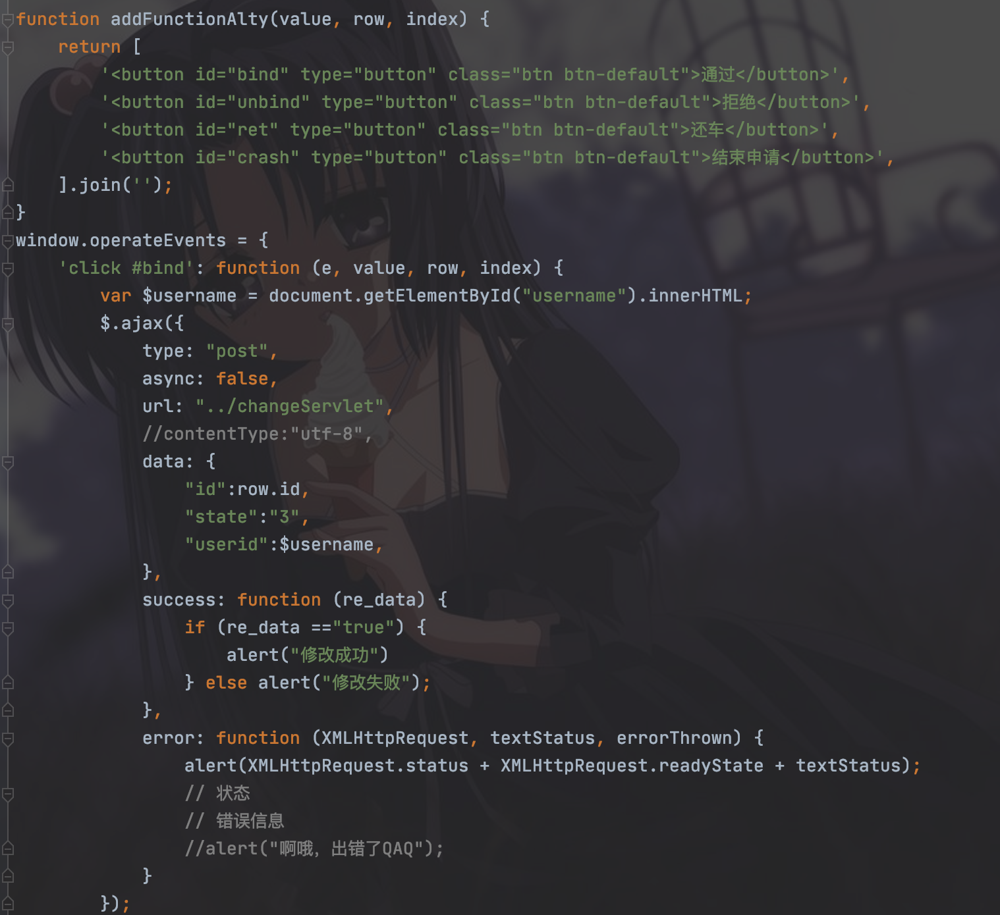 function addFunctionAlty(value, row, index) {
    return [
        '<button id="bind" type="button" class="btn btn-default">通过</button>',
        '<button id="unbind" type="button" class="btn btn-default">拒绝</button>',
        '<button id="ret" type="button" class="btn btn-default">还车</button>',
        '<button id="crash" type="button" class="btn btn-default">结束申请</button>',
    ].join('');
}
window.operateEvents = {
    'click #bind': function (e, value, row, index) {
        var $username = document.getElementById("username").innerHTML;
        $.ajax({
            type: "post",
            async: false,
            url: "../changeServlet",
            //contentType:"utf-8",
            data: {
                "id":row.id,
                "state":"3",
                "userid":$username,
            },
            success: function (re_data) {
                if (re_data =="true") {
                    alert("修改成功")
                } else alert("修改失败");
            },
            error: function (XMLHttpRequest, textStatus, errorThrown) {
                alert(XMLHttpRequest.status + XMLHttpRequest.readyState + textStatus);
                // 状态
                // 错误信息
                //alert("啊哦，出错了QAQ");
            }
        });